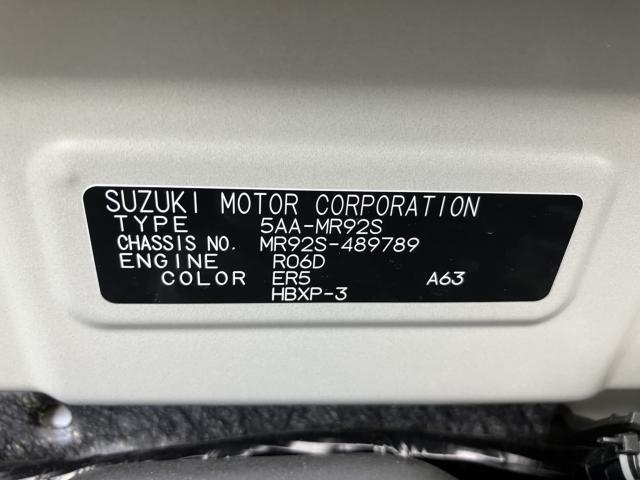 SUZUKI MOTOR CORPORATION
TYPE 5AA-MR92S
CHASSIS NO. MR92S-489789
ENGINE R06D
COLOR ER5 A63
HBXP-3